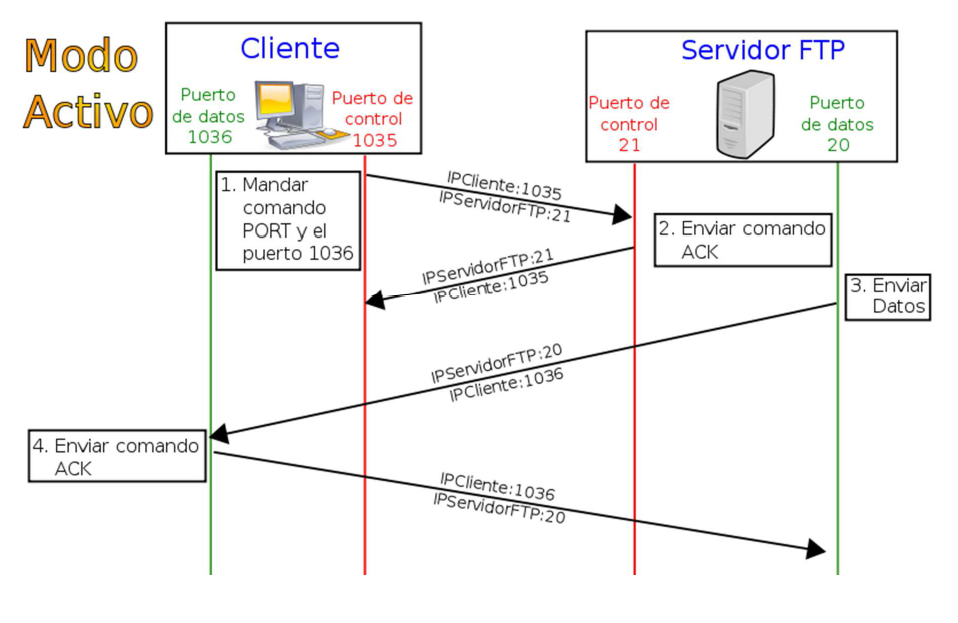 Modo
Activo
Cliente
Puerto
de datos
1036
Puerto de
control
1035
Servidor FTP
Puerto de
control
21
Puerto
de datos
20
1. Mandar
comando
PORT y el
puerto 1036
IPCliente:1035
IPServidorFTP:21
2. Enviar comando
ACK
IPServidorFTP:21
IPCliente:1035
3. Enviar
Datos
IPServidorFTP:20
IPCliente:1036
4. Enviar comando
ACK
IPCliente:1036
IPServidorFTP:20